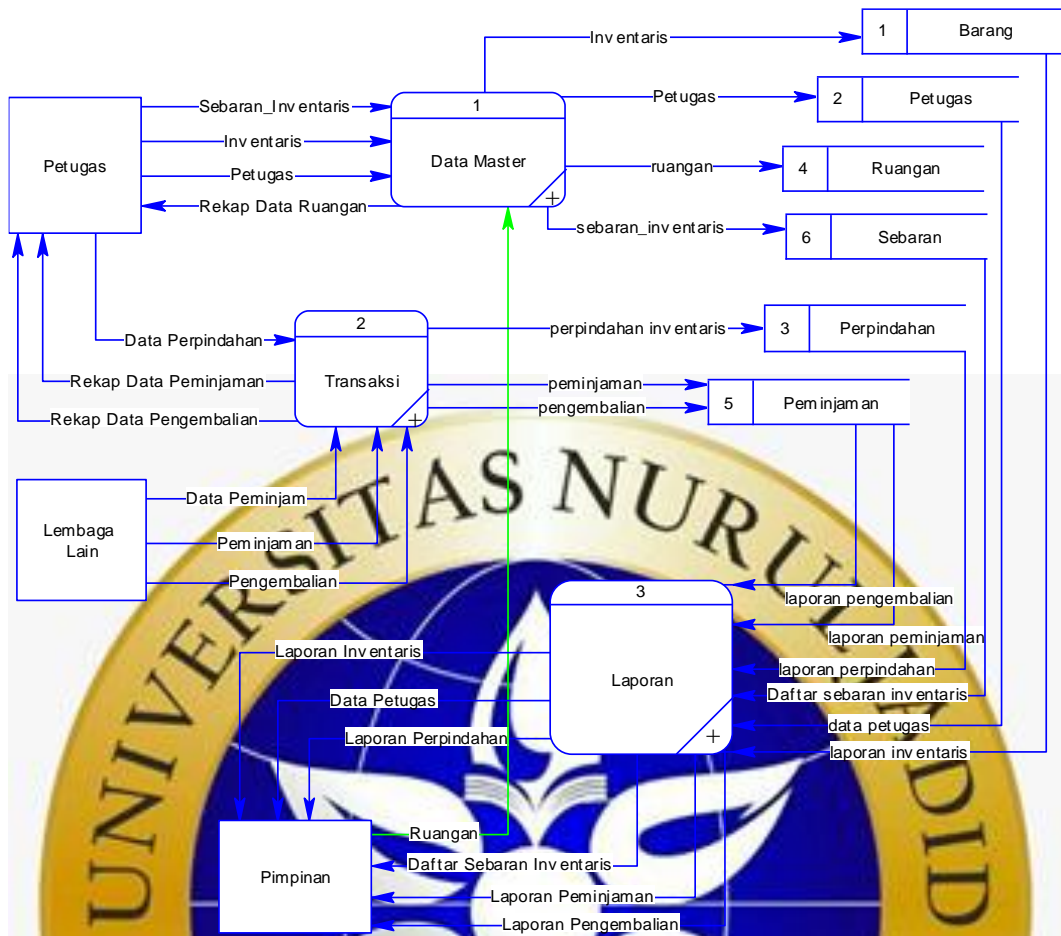 Inventaris
1
Barang
Sebaran_Inventaris
Inventaris
Petugas
Rekap Data Ruangan
Petugas
1
Data Master
Petugas
2
Petugas
ruangan
4
Ruangan
sebaran_inventaris
6
Sebaran
Data Perpindahan
Rekap Data Peminjaman
Rekap Data Pengembalian
2
Transaksi
perpindahan inventaris
3
Perpindahan
peminjaman
pengembalian
5
Peminjaman
Lembaga
Lain
Data Peminjam
Peminjaman
Pengembalian
UNIVERSITAS NURUL JADID
3
Laporan
laporan pengembalian
laporan peminjaman
laporan perpindahan
Daftar sebaran inventaris
data petugas
laporan inventaris
Laporan Inventaris
Data Petugas
Laporan Perpindahan
Pimpinan
Ruangan
Daftar Sebaran Inventaris
Laporan Peminjaman
Laporan Pengembalian